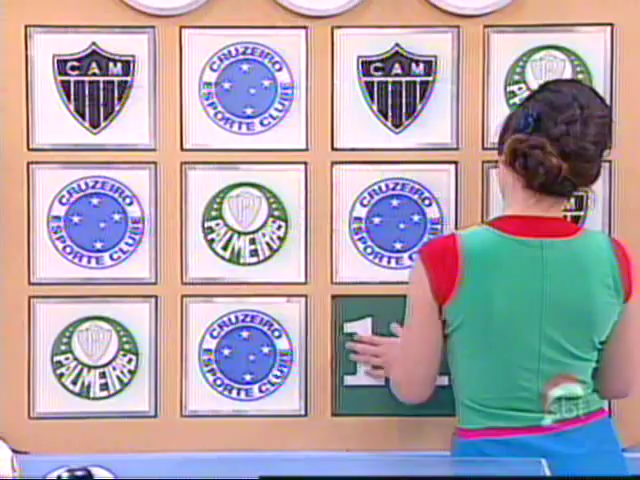 CAM
CRUZEIRO
ESPORTE CLUBE
CAM
CRUZEIRO
ESPORTE CLUBE
PALMEIRAS
CRUZEIRO
ESPORTE CLUBE
PALMEIRAS
CRUZEIRO
ESPORTE CLUBE
sbt